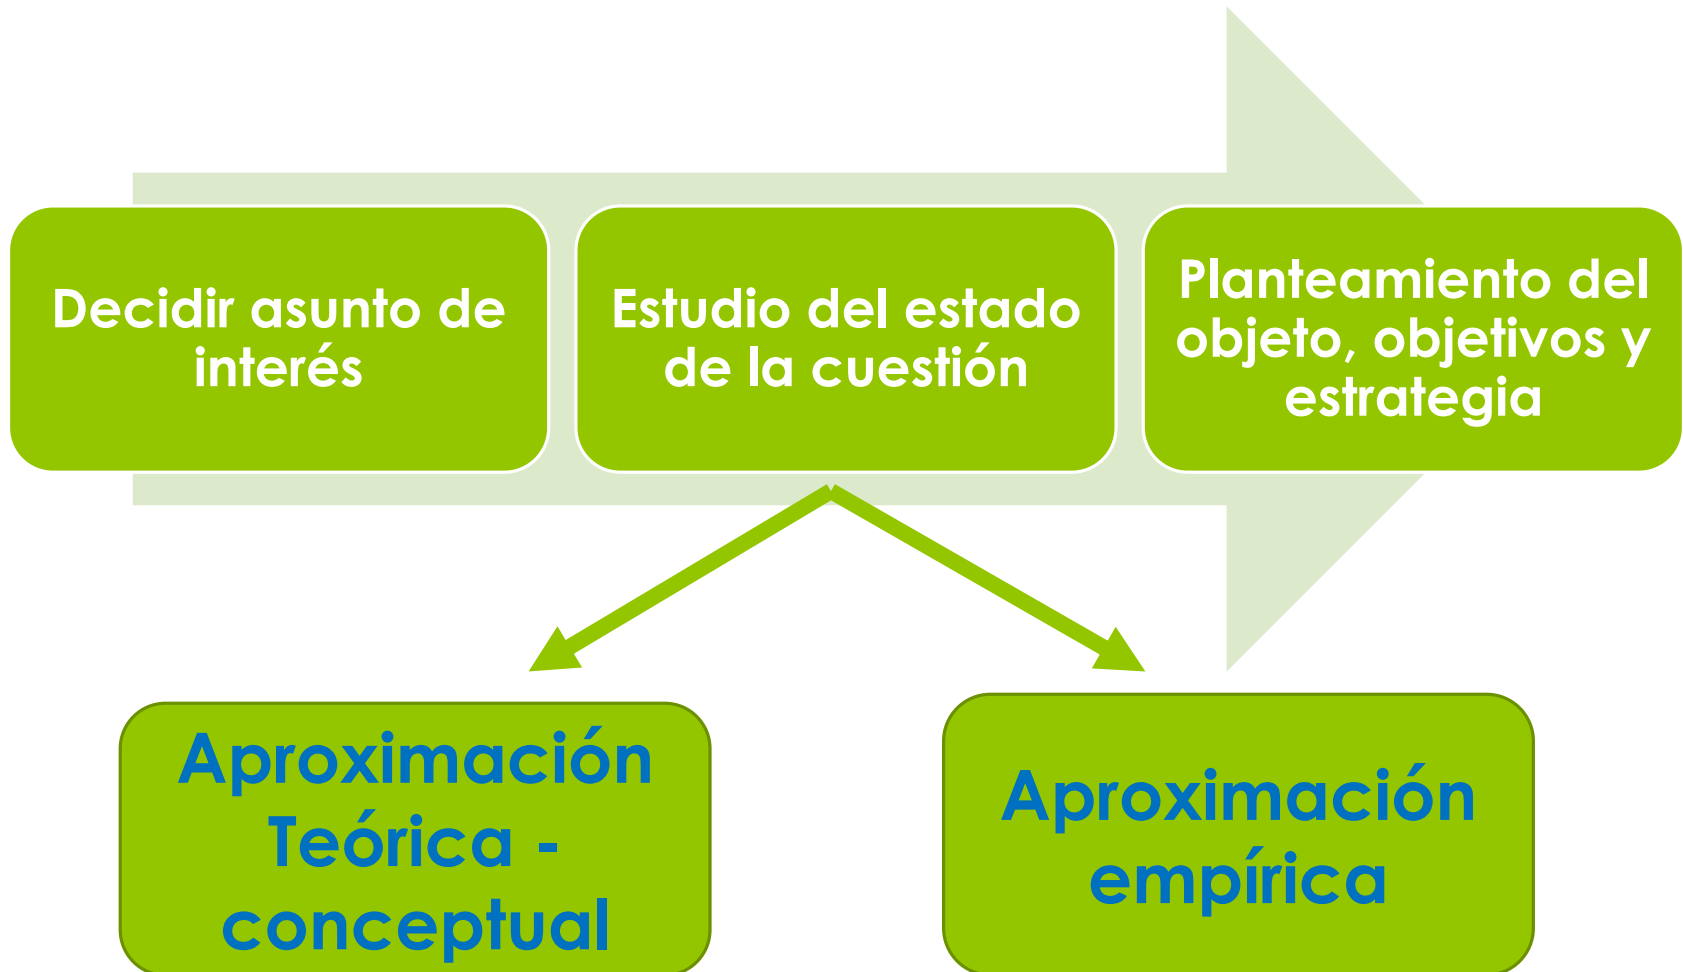 Decidir asunto de
interés
Estudio del estado
de la cuestión
Planteamiento del
objeto, objetivos y
estrategia
Aproximación
Teórica -
conceptual
Aproximación
empírica